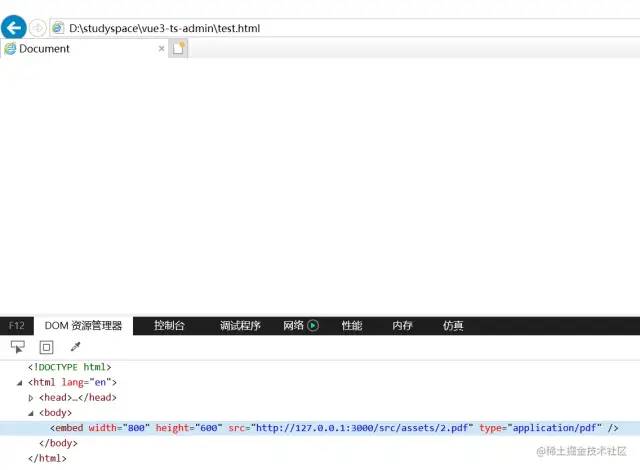 D:\studyspace\vue3-ts-admin\test.html
Document
F12 DOM 资源管理器 控制台 调试程序 网络 性能 内存 仿真
<!DOCTYPE html>
<html lang="en">
<head>…</head>
<body>
<embed width="800" height="600" src="http://127.0.0.1:3000/src/assets/2.pdf" type="application/pdf" />
</body>
</html>
@稀土掘金技术社区